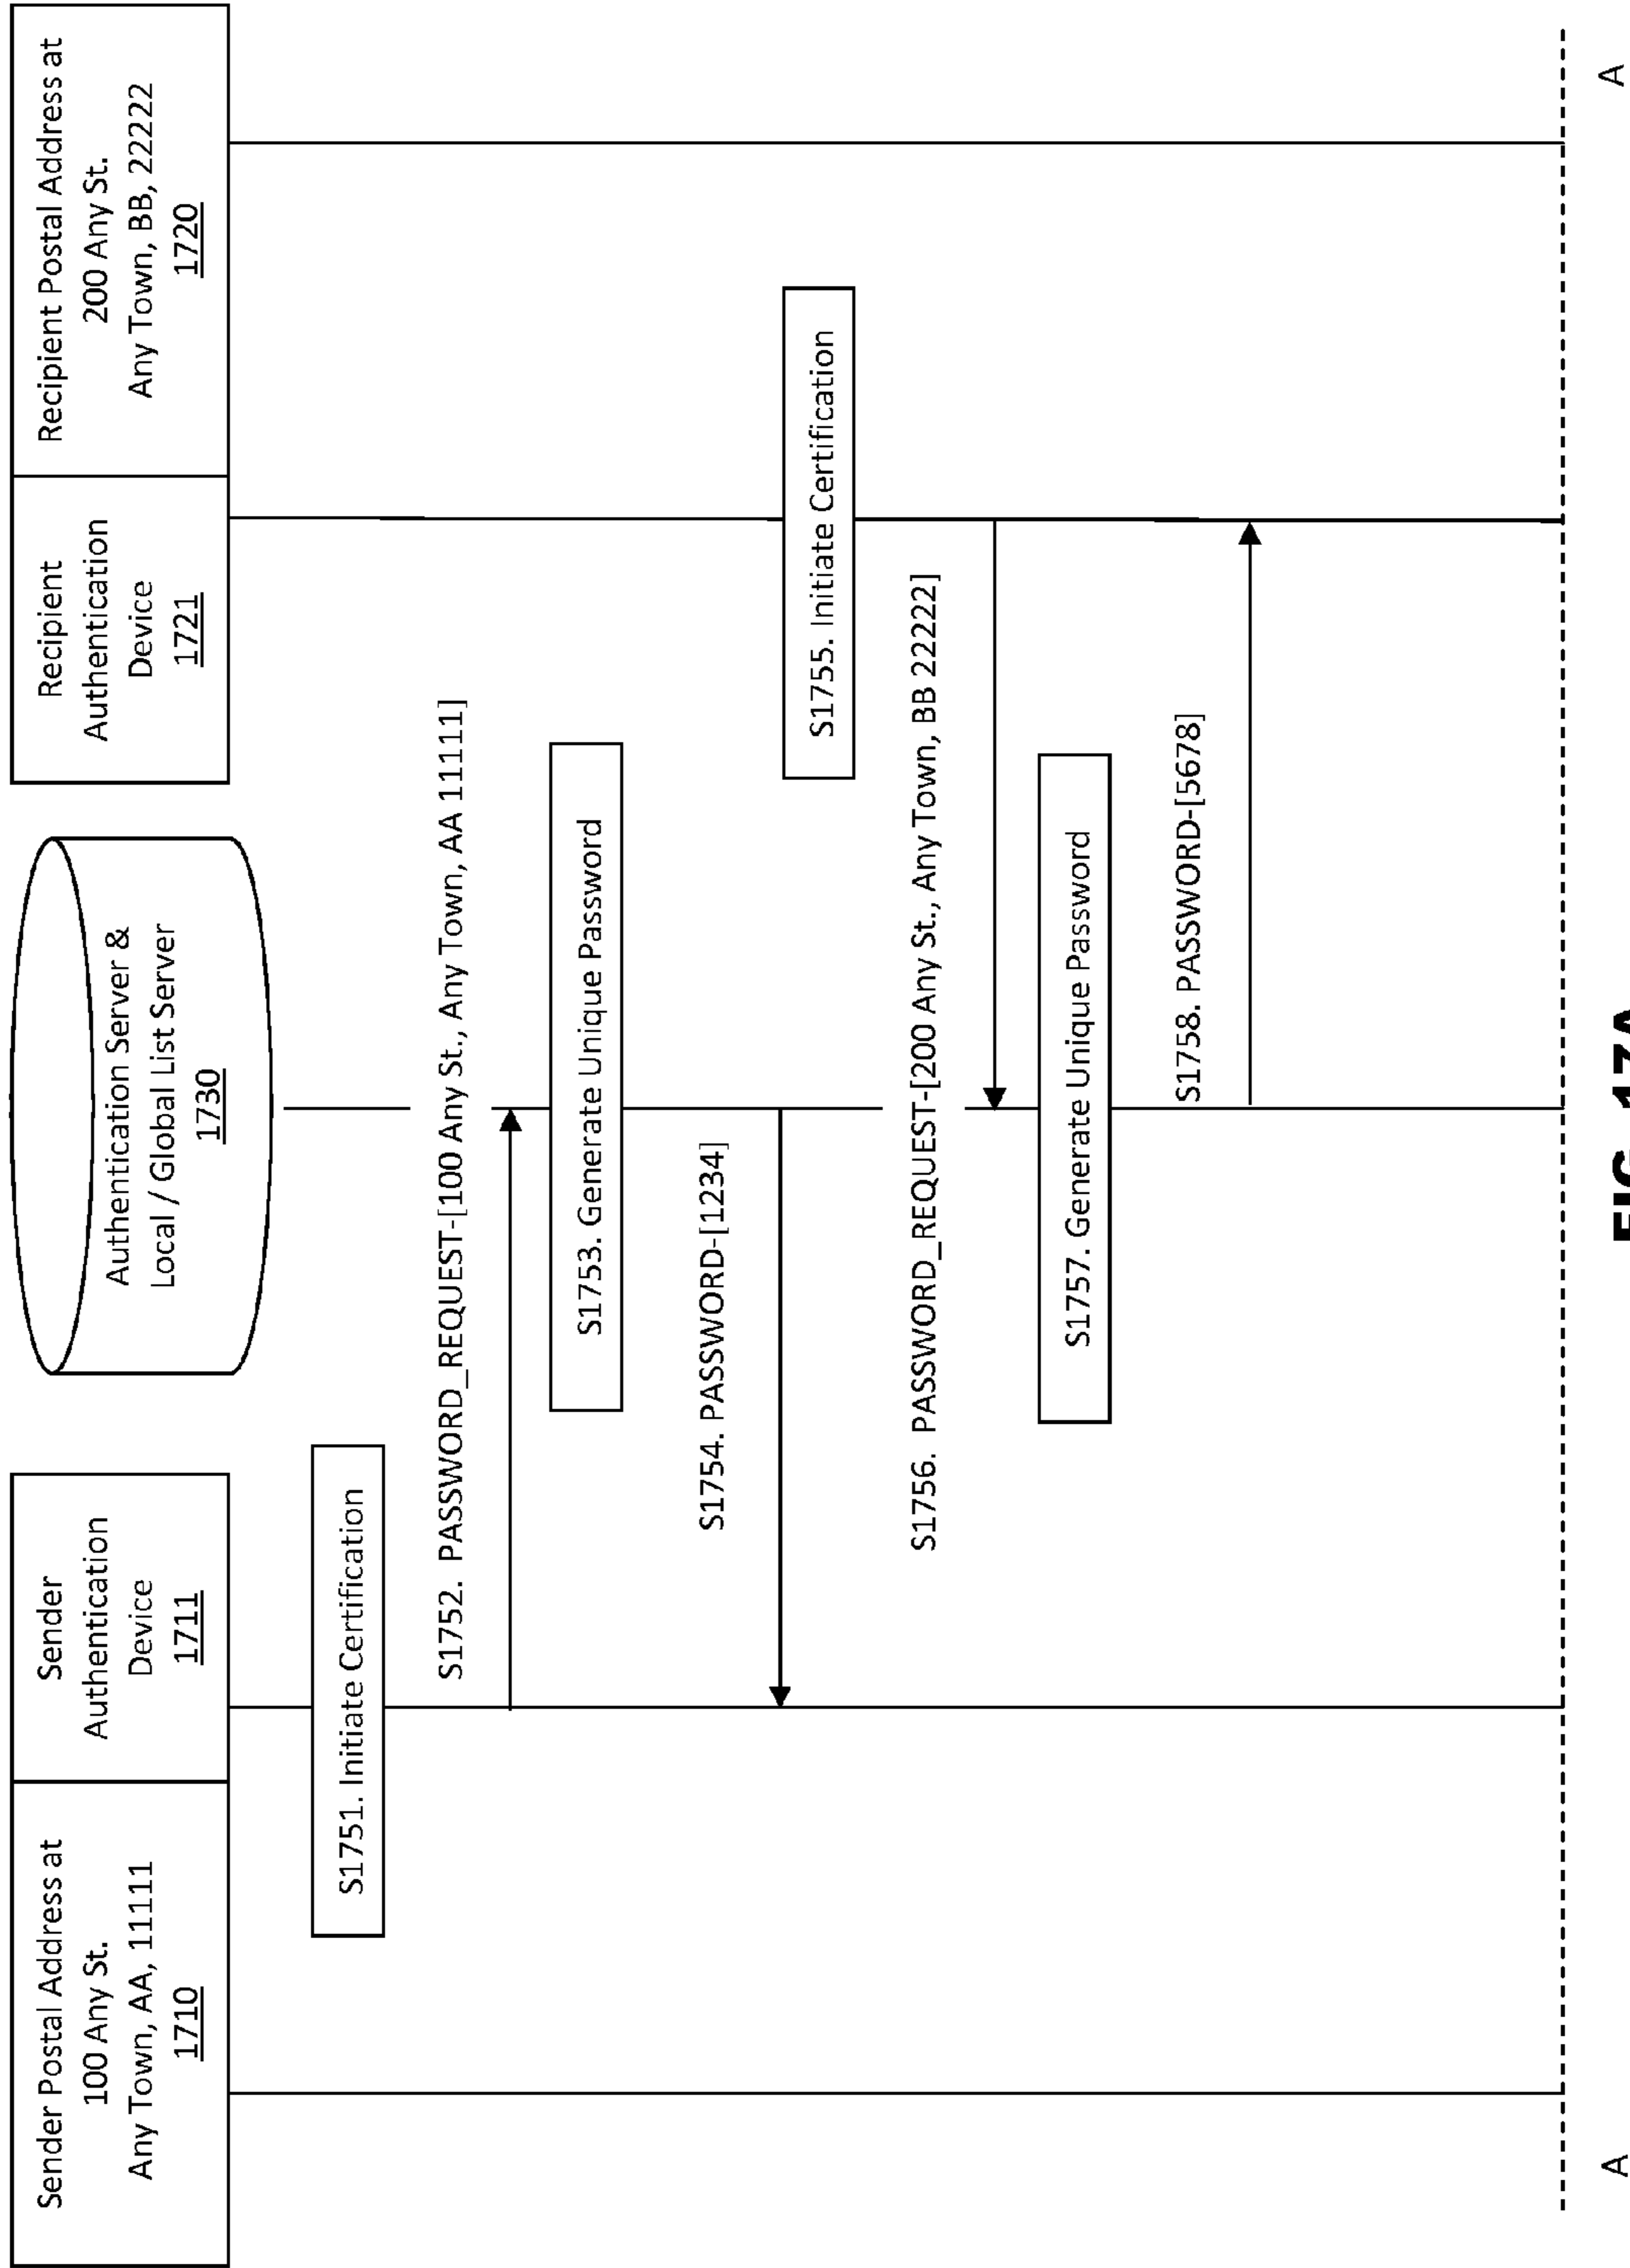 Sender Postal Address at
100 Any St.
Any Town, AA, 11111
1710
Sender
Authentication
Device
1711
Authentication Server &
Local / Global List Server
1730
Recipient
Authentication
Device
1721
Recipient Postal Address at
200 Any St.
Any Town, BB, 22222
1720
S1751. Initiate Certification
S1752. PASSWORD_REQUEST-[100 Any St., Any Town, AA 11111]
S1753. Generate Unique Password
S1754. PASSWORD-[1234]
S1755. Initiate Certification
S1756. PASSWORD_REQUEST-[200 Any St., Any Town, BB 22222]
S1757. Generate Unique Password
S1758. PASSWORD-[5678]
A
A
FIG. 17A